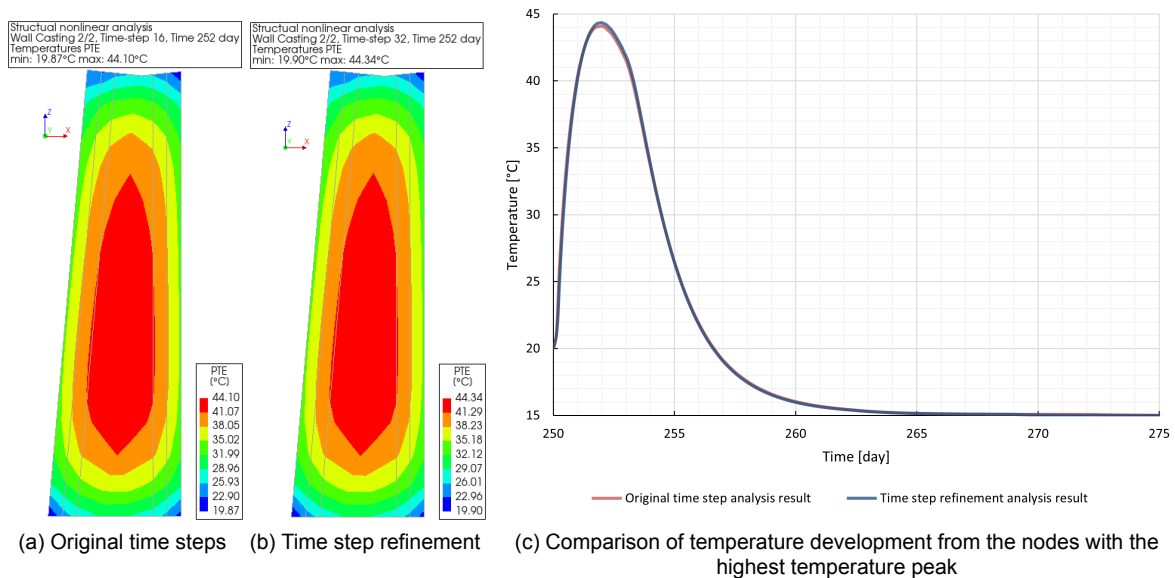 Structual nonlinear analysis
Wall Casting 2/2, Time-step 16, Time 252 day
Temperatures PTE
min: 19.87°C max: 44.10°C
Z
Y
X
PTE
(°C)
44.10
41.07
38.05
35.02
31.99
28.96
25.93
22.90
19.87
(a) Original time steps
Structual nonlinear analysis
Wall Casting 2/2, Time-step 32, Time 252 day
Temperatures PTE
min: 19.90°C max: 44.34°C
Z
Y
X
PTE
(°C)
44.34
41.29
38.23
35.18
32.12
29.07
26.01
22.96
19.90
(b) Time step refinement
Temperature [°C]
45
40
35
30
25
20
15
250
255
260
265
270
275
Time [day]
Original time step analysis result
Time step refinement analysis result
(c) Comparison of temperature development from the nodes with the
highest temperature peak